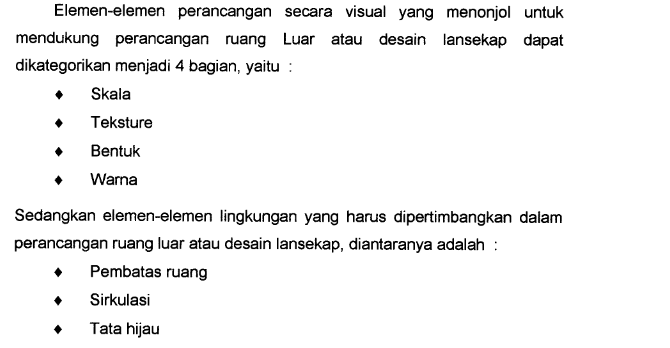 Elemen-elemen perancangan secara visual yang menonjol untuk
mendukung perancangan ruang Luar atau desain lansekap dapat
dikategorikan menjadi 4 bagian, yaitu :
♦ Skala
♦ Teksture
♦ Bentuk
♦ Warna
Sedangkan elemen-elemen lingkungan yang harus dipertimbangkan dalam
perancangan ruang luar atau desain lansekap, diantaranya adalah :
♦ Pembatas ruang
♦ Sirkulasi
♦ Tata hijau